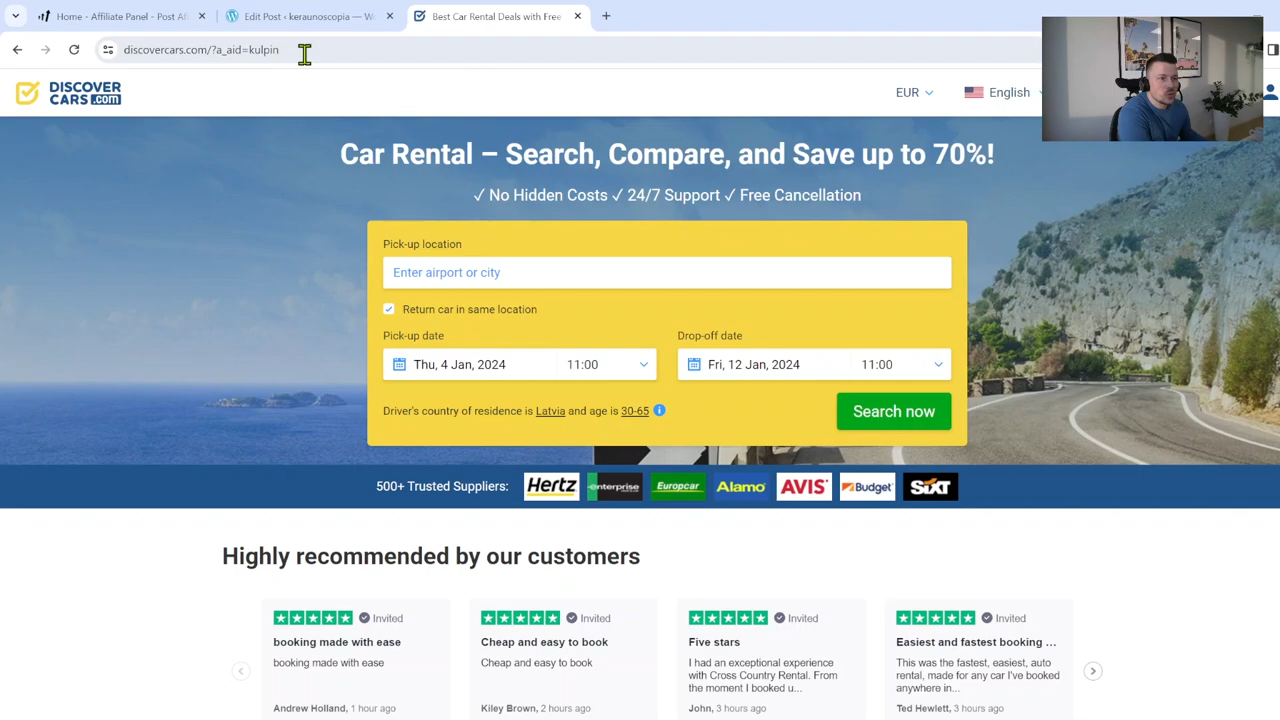 Home - Affiliate Panel - Post Af
Edit Post ‹ keraunoscopia — Wo
Best Car Rental Deals with Free
discovercars.com/?a_aid=kulpin
DISCOVER
CARS.com
EUR
English
Car Rental – Search, Compare, and Save up to 70%!
✓ No Hidden Costs ✓ 24/7 Support ✓ Free Cancellation
Pick-up location
Enter airport or city
Return car in same location
Pick-up date
Drop-off date
Thu, 4 Jan, 2024
11:00
Fri, 12 Jan, 2024
11:00
Driver's country of residence is Latvia and age is 30-65
Search now
500+ Trusted Suppliers:
Hertz
enterprise
Europcar
Alamo
AVIS
Budget
SIXT
Highly recommended by our customers
Invited
booking made with ease
booking made with ease
Andrew Holland, 1 hour ago
Invited
Cheap and easy to book
Cheap and easy to book
Kiley Brown, 2 hours ago
Invited
Five stars
I had an exceptional experience
with Cross Country Rental. From
the moment I booked u...
John, 3 hours ago
Invited
Easiest and fastest booking ...
This was the fastest, easiest, auto
rental, made for any car I've booked
anywhere in...
Ted Hewlett, 3 hours ago